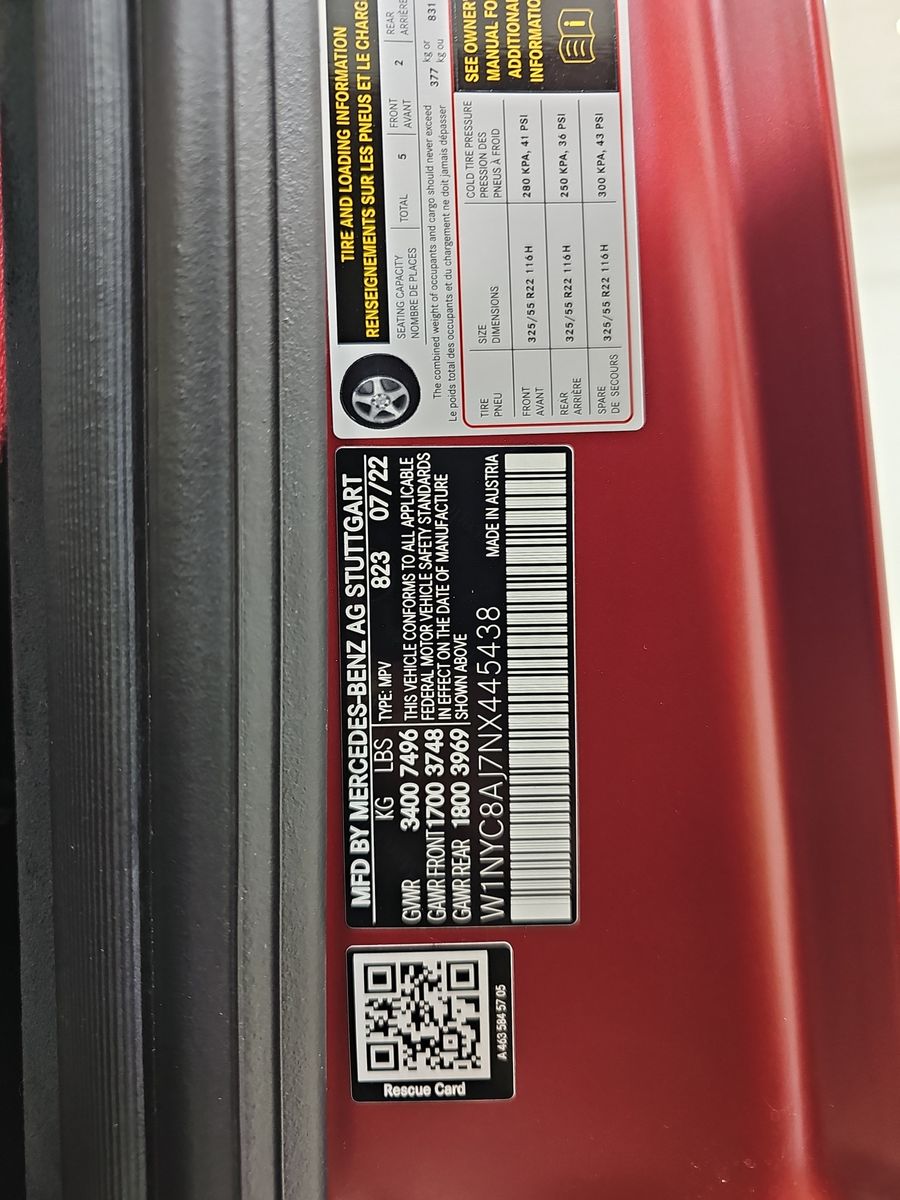 TIRE AND LOADING INFORMATION
RENSEIGNEMENTS SUR LES PNEUS ET LE CHARG
SEATING CAPACITY TOTAL 5 FRONT 2 REAR
NOMBRE DE PLACES AVANT ARRIÈRE
The combined weight of occupants and cargo should never exceed 377 kg or 831
Le poids total des occupants et du chargement ne doit jamais dépasser kg ou
SEE OWNER
MANUAL FO
ADDITIONA
INFORMATI
TIRE SIZE COLD TIRE PRESSURE
PNEU DIMENSIONS PRESSION DES
PNEUS À FROID
FRONT 325/55 R22 116H 280 KPA, 41 PSI
AVANT
REAR 325/55 R22 116H 250 KPA, 36 PSI
ARRIÈRE
SPARE 325/55 R22 116H 300 KPA, 43 PSI
DE SECOURS
MFD BY MERCEDES-BENZ AG STUTTGART
KG LBS TYPE: MPV 823 07/22
GVWR 3400 7496 THIS VEHICLE CONFORMS TO ALL APPLICABLE
GAWR FRONT 1700 3748 FEDERAL MOTOR VEHICLE SAFETY STANDARDS
IN EFFECT ON THE DATE OF MANUFACTURE
GAWR REAR 1800 3969 SHOWN ABOVE
W1NYC8AJ7NX445438 MADE IN AUSTRIA
Rescue Card
A 463 584 57 05